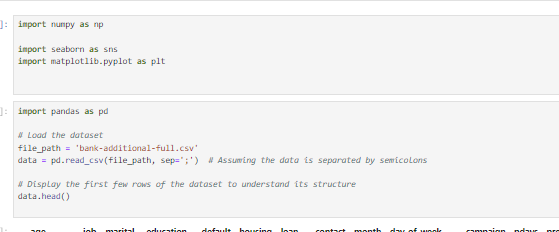 ]:
import numpy as np
import seaborn as sns
import matplotlib.pyplot as plt
]:
import pandas as pd
# Load the dataset
file_path = 'bank-additional-full.csv'
data = pd.read_csv(file_path, sep=';')  # Assuming the data is separated by semicolons
# Display the first few rows of the dataset to understand its structure
data.head()
]:
age job marital education default housing loan contact month day_of_week campaign pdays